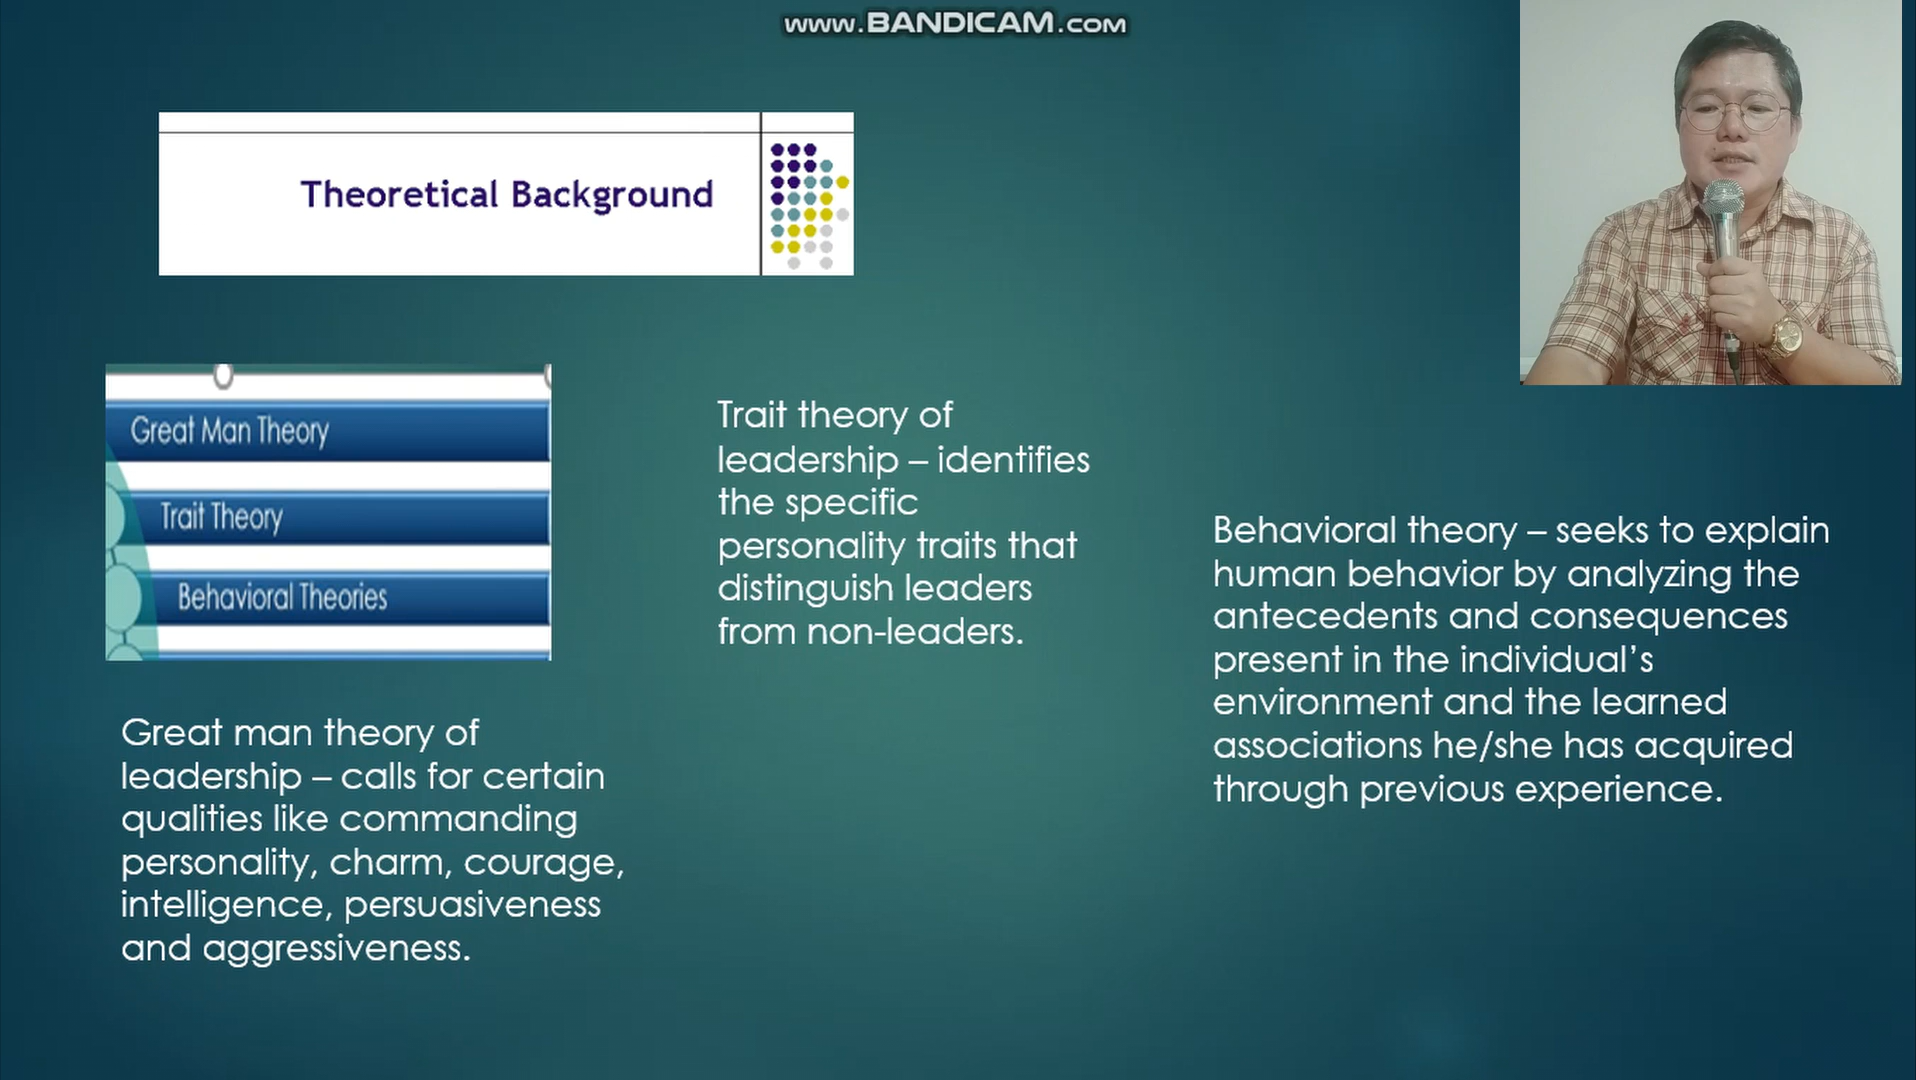 www.BANDICAM.com
Theoretical Background
Great Man Theory
Trait Theory
Behavioral Theories
Great man theory of
leadership – calls for certain
qualities like commanding
personality, charm, courage,
intelligence, persuasiveness
and aggressiveness.
Trait theory of
leadership – identifies
the specific
personality traits that
distinguish leaders
from non-leaders.
Behavioral theory – seeks to explain
human behavior by analyzing the
antecedents and consequences
present in the individual’s
environment and the learned
associations he/she has acquired
through previous experience.